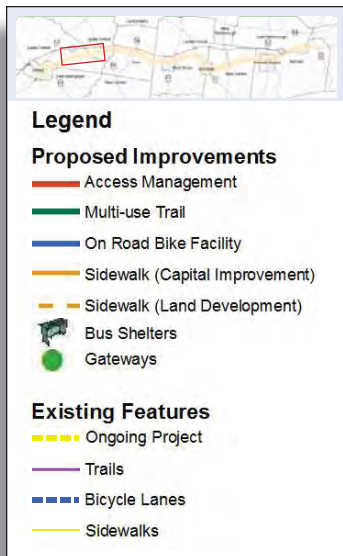 Legend
Proposed Improvements
Access Management
Multi-use Trail
On Road Bike Facility
Sidewalk (Capital Improvement)
Sidewalk (Land Development)
Bus Shelters
Gateways
Existing Features
Ongoing Project
Trails
Bicycle Lanes
Sidewalks